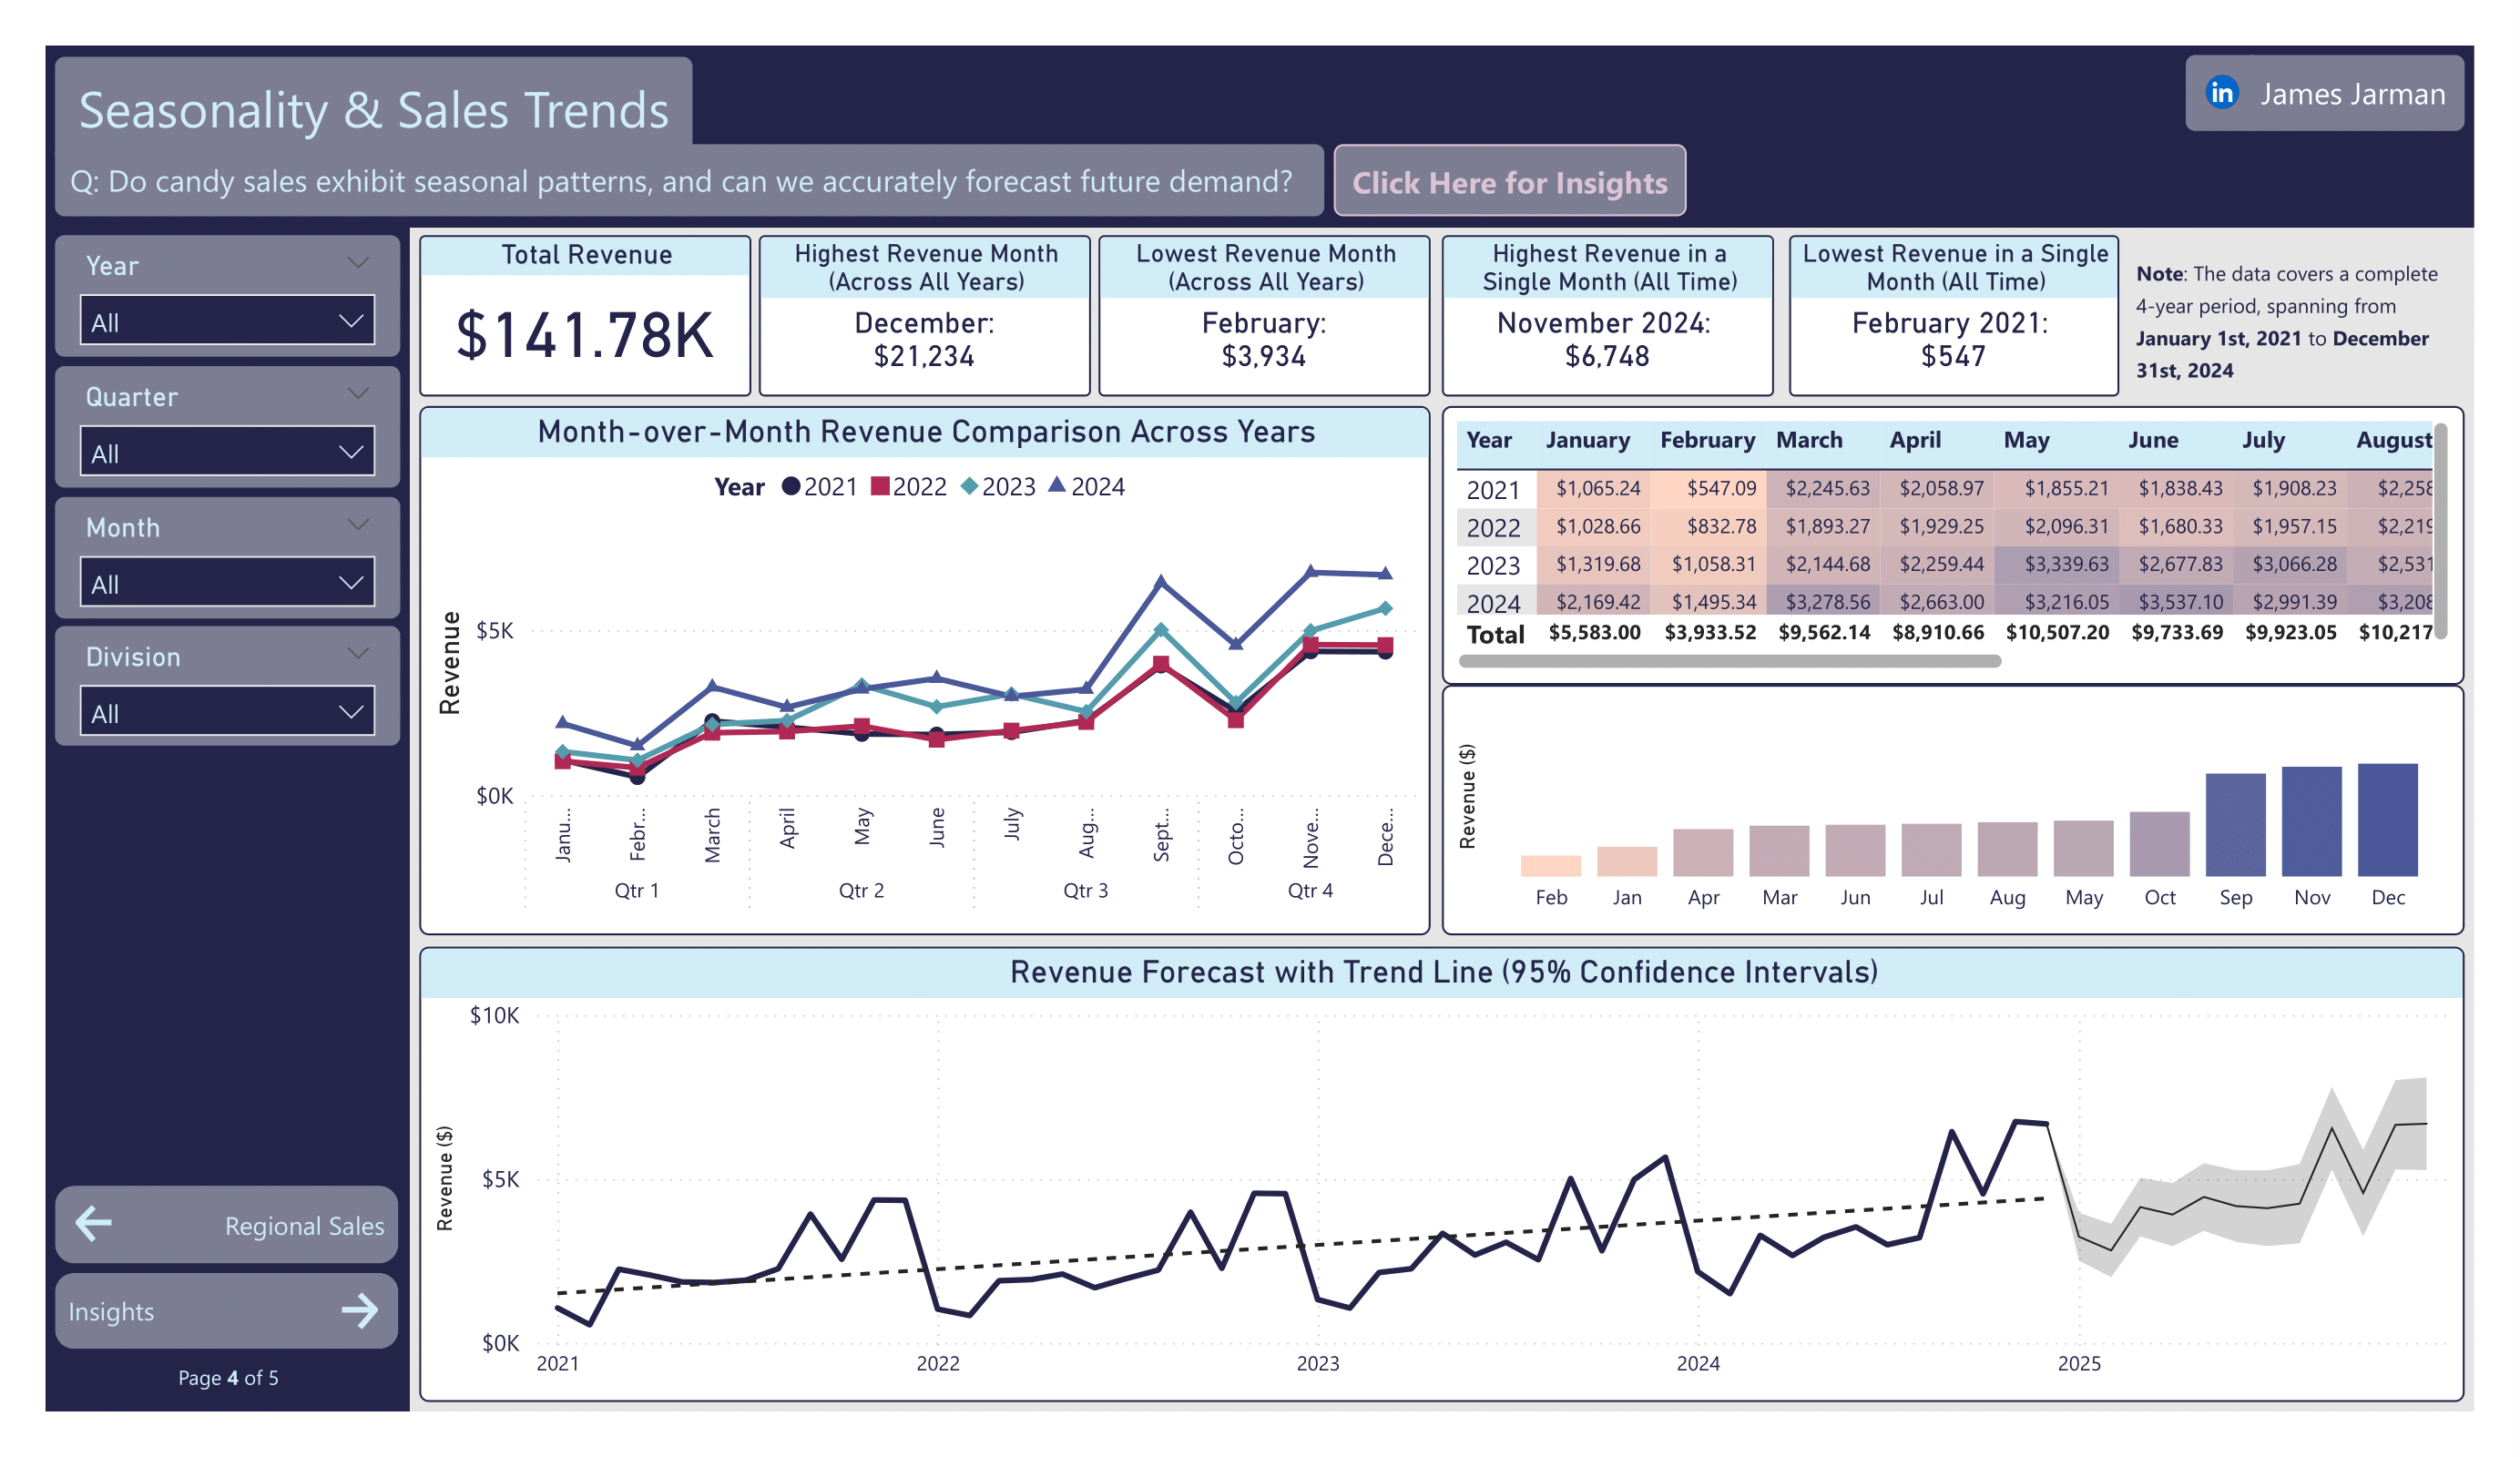 Seasonality & Sales Trends
in James Jarman
Q: Do candy sales exhibit seasonal patterns, and can we accurately forecast future demand?
Click Here for Insights
Year
All
Quarter
All
Month
All
Division
All
Regional Sales
Insights
Page 4 of 5
Total Revenue
$141.78K
Highest Revenue Month
(Across All Years)
December:
$21,234
Lowest Revenue Month
(Across All Years)
February:
$3,934
Highest Revenue in a
Single Month (All Time)
November 2024:
$6,748
Lowest Revenue in a Single
Month (All Time)
February 2021:
$547
Note: The data covers a complete
4-year period, spanning from
January 1st, 2021 to December
31st, 2024
Month-over-Month Revenue Comparison Across Years
Year 2021 2022 2023 2024
Revenue
$5K
$0K
Janu... Febr... March April May June July Aug... Sept... Octo... Nove... Dece...
Qtr 1 Qtr 2 Qtr 3 Qtr 4
Year January February March April May June July August
2021 $1,065.24 $547.09 $2,245.63 $2,058.97 $1,855.21 $1,838.43 $1,908.23 $2,258
2022 $1,028.66 $832.78 $1,893.27 $1,929.25 $2,096.31 $1,680.33 $1,957.15 $2,219
2023 $1,319.68 $1,058.31 $2,144.68 $2,259.44 $3,339.63 $2,677.83 $3,066.28 $2,531
2024 $2,169.42 $1,495.34 $3,278.56 $2,663.00 $3,216.05 $3,537.10 $2,991.39 $3,208
Total $5,583.00 $3,933.52 $9,562.14 $8,910.66 $10,507.20 $9,733.69 $9,923.05 $10,217
Revenue ($)
Feb Jan Apr Mar Jun Jul Aug May Oct Sep Nov Dec
Revenue Forecast with Trend Line (95% Confidence Intervals)
Revenue ($)
$10K
$5K
$0K
2021 2022 2023 2024 2025